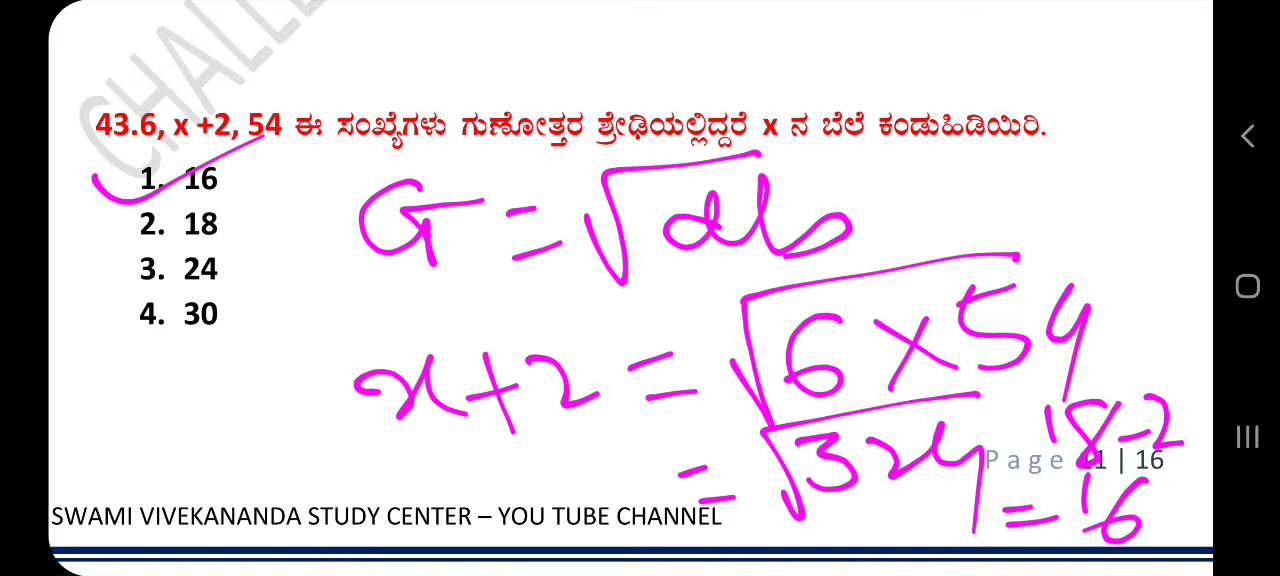 CHALLE
43.6, x +2, 54 ಈ ಸಂಖ್ಯೆಗಳು ಗುಣೋತ್ತರ ಶ್ರೇಢಿಯಲ್ಲಿದ್ದರೆ x ನ ಬೆಲೆ ಕಂಡುಹಿಡಿಯಿರಿ.
1. 16
2. 18
3. 24
4. 30
G = √ab
x+2 = √6×54
= √324
18-2
= 16
Page 11 | 16
SWAMI VIVEKANANDA STUDY CENTER – YOU TUBE CHANNEL